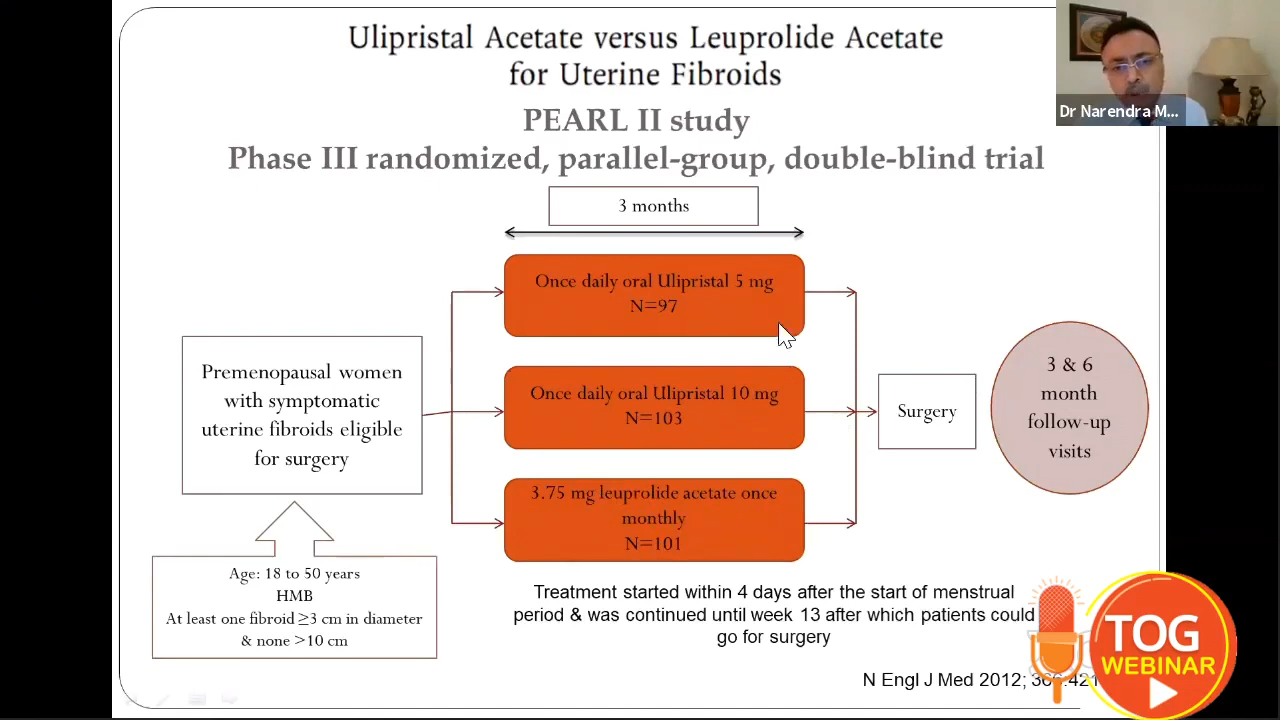 Ulipristal Acetate versus Leuprolide Acetate
for Uterine Fibroids
PEARL II study
Phase III randomized, parallel-group, double-blind trial
Dr Narendra M...
3 months
Once daily oral Ulipristal 5 mg
N=97
Once daily oral Ulipristal 10 mg
N=103
3.75 mg leuprolide acetate once
monthly
N=101
Premenopausal women
with symptomatic
uterine fibroids eligible
for surgery
Surgery
3 & 6
month
follow-up
visits
Age: 18 to 50 years
HMB
At least one fibroid ≥3 cm in diameter
& none >10 cm
Treatment started within 4 days after the start of menstrual
period & was continued until week 13 after which patients could
go for surgery
N Engl J Med 2012;
TOG
WEBINAR